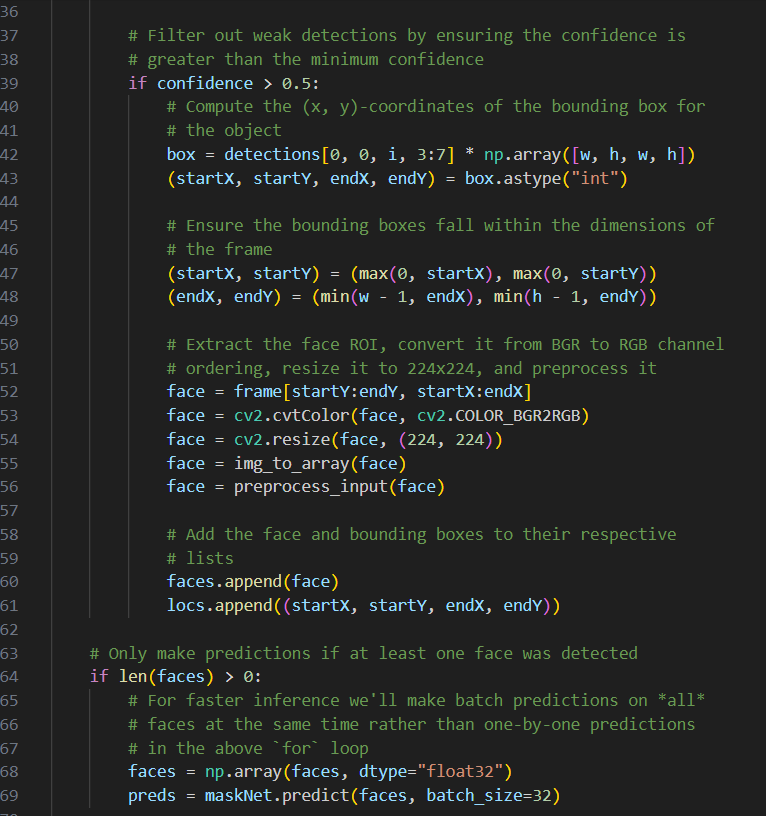 36
37 # Filter out weak detections by ensuring the confidence is
38 # greater than the minimum confidence
39 if confidence > 0.5:
40 # Compute the (x, y)-coordinates of the bounding box for
41 # the object
42 box = detections[0, 0, i, 3:7] * np.array([w, h, w, h])
43 (startX, startY, endX, endY) = box.astype("int")
44
45 # Ensure the bounding boxes fall within the dimensions of
46 # the frame
47 (startX, startY) = (max(0, startX), max(0, startY))
48 (endX, endY) = (min(w - 1, endX), min(h - 1, endY))
49
50 # Extract the face ROI, convert it from BGR to RGB channel
51 # ordering, resize it to 224x224, and preprocess it
52 face = frame[startY:endY, startX:endX]
53 face = cv2.cvtColor(face, cv2.COLOR_BGR2RGB)
54 face = cv2.resize(face, (224, 224))
55 face = img_to_array(face)
56 face = preprocess_input(face)
57
58 # Add the face and bounding boxes to their respective
59 # lists
60 faces.append(face)
61 locs.append((startX, startY, endX, endY))
62
63 # Only make predictions if at least one face was detected
64 if len(faces) > 0:
65 # For faster inference we'll make batch predictions on *all*
66 # faces at the same time rather than one-by-one predictions
67 # in the above `for` loop
68 faces = np.array(faces, dtype="float32")
69 preds = maskNet.predict(faces, batch_size=32)